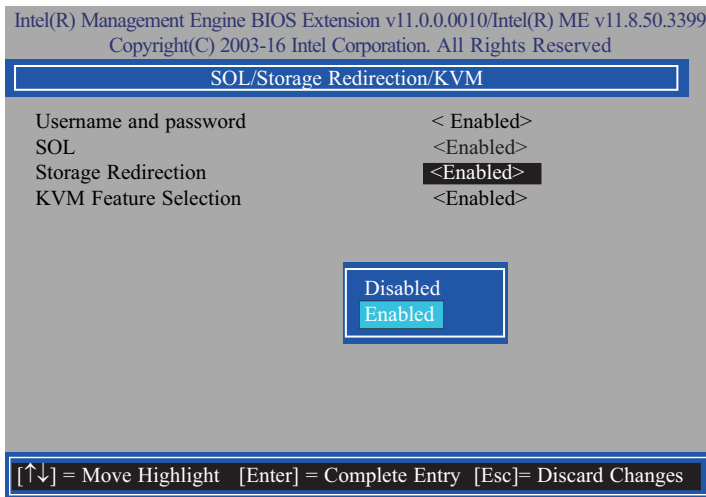 Intel(R) Management Engine BIOS Extension v11.0.0.0010/Intel(R) ME v11.8.50.3399
Copyright(C) 2003-16 Intel Corporation. All Rights Reserved
SOL/Storage Redirection/KVM
Username and password < Enabled>
SOL <Enabled>
Storage Redirection <Enabled>
KVM Feature Selection <Enabled>
Disabled
Enabled
[↑↓] = Move Highlight [Enter] = Complete Entry [Esc]= Discard Changes